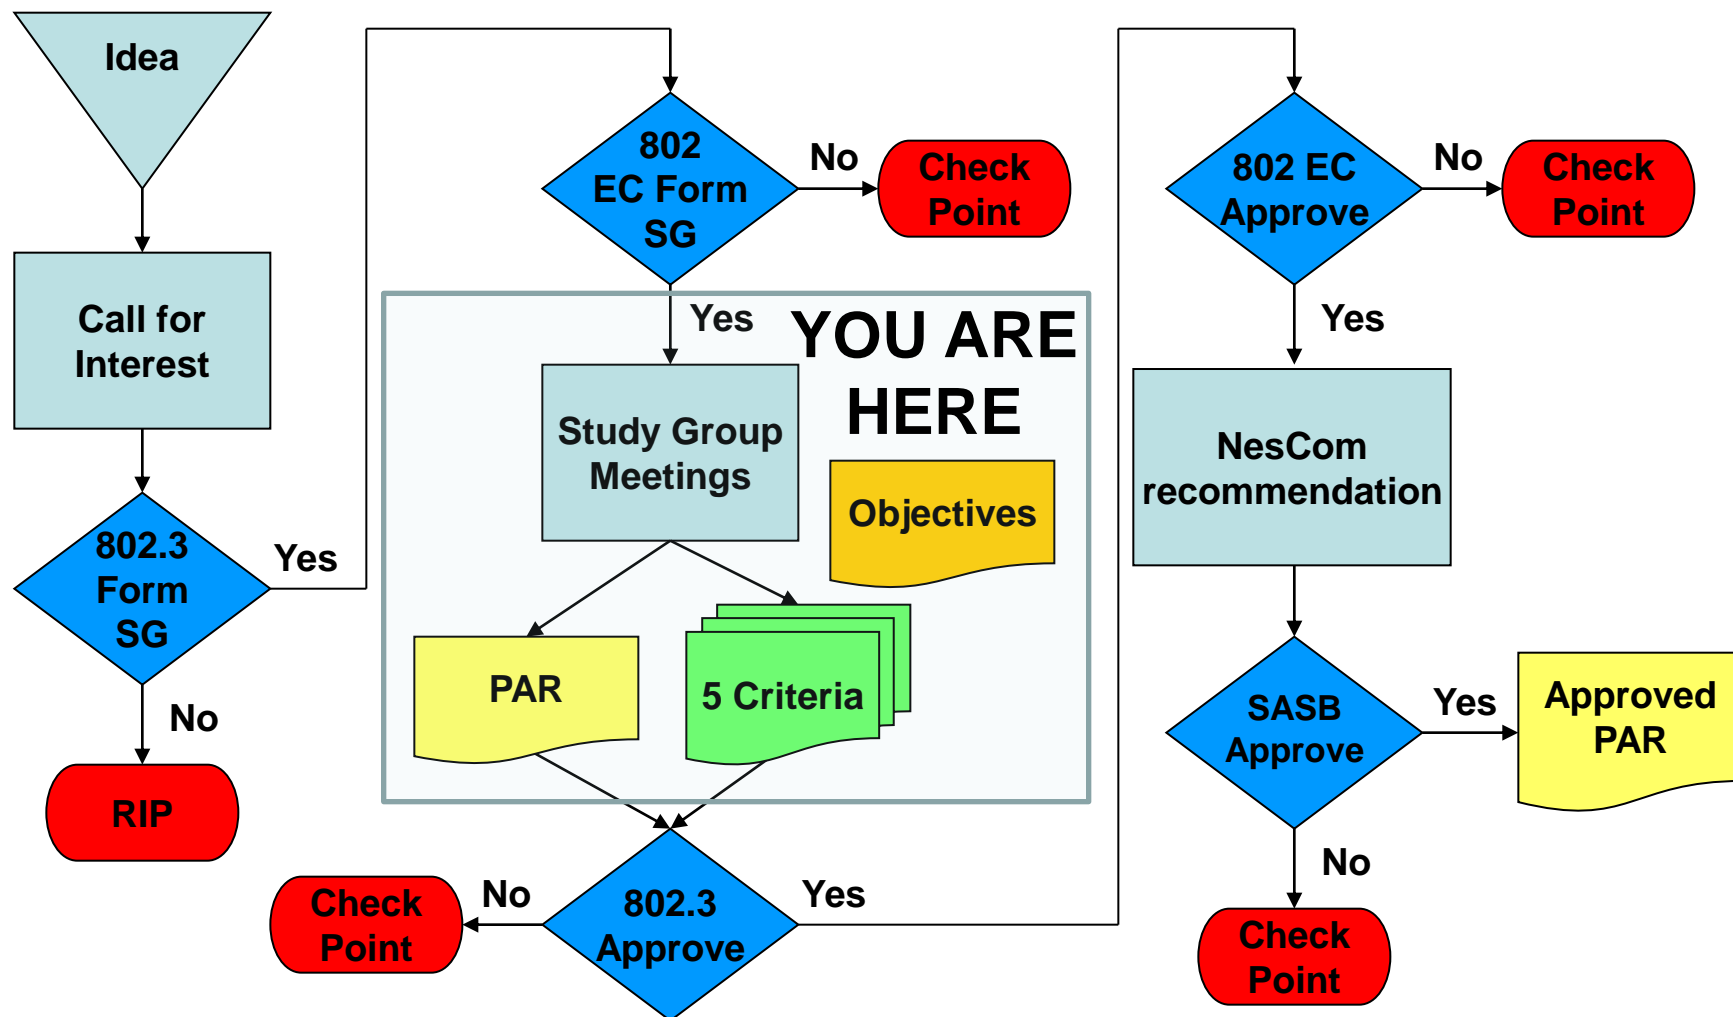 Idea
Call for
Interest
802.3
Form
SG
Yes
No
RIP
802
EC Form
SG
No
Check
Point
Yes
YOU ARE
HERE
Study Group
Meetings
Objectives
PAR
5 Criteria
802.3
Approve
No
Check
Point
Yes
802 EC
Approve
No
Check
Point
Yes
NesCom
recommendation
SASB
Approve
Yes
Approved
PAR
No
Check
Point